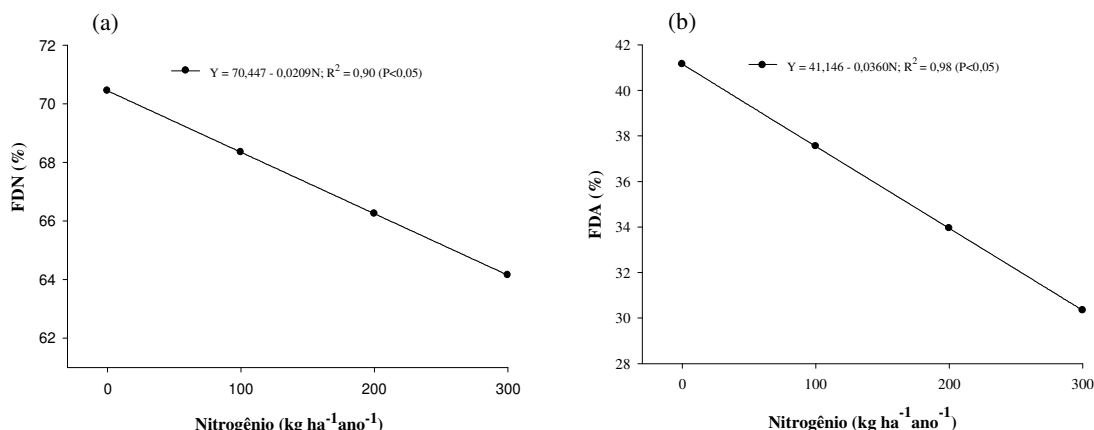 (a)
72
70
68
66
64
62
FDN (%)
Y = 70,447 - 0,0209N; R² = 0,90 (P<0,05)
0 100 200 300
Nitrogênio (kg ha⁻¹ano⁻¹)
(b)
42
40
38
36
34
32
30
28
FDA (%)
Y = 41,146 - 0,0360N; R² = 0,98 (P<0,05)
0 100 200 300
Nitrogênio (kg ha⁻¹ano⁻¹)